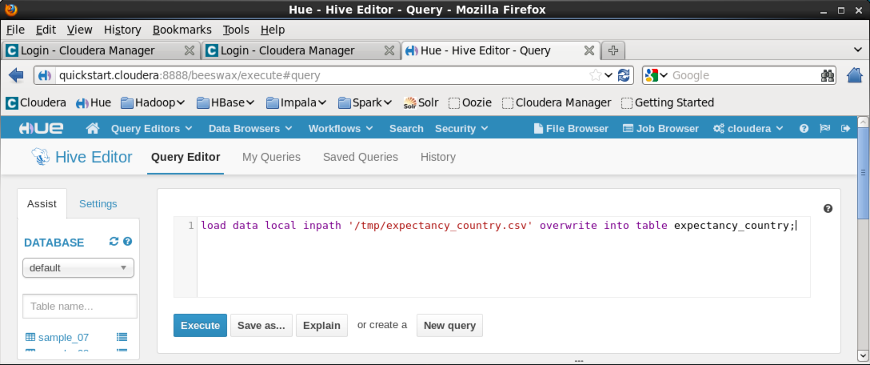 Hue - Hive Editor - Query - Mozilla Firefox
File Edit View History Bookmarks Tools Help
Login - Cloudera Manager Login - Cloudera Manager Hue - Hive Editor - Query
quickstart.cloudera:8888/beeswax/execute#query Google
Cloudera Hue Hadoop HBase Impala Spark Solr Oozie Cloudera Manager Getting Started
HUE Query Editors Data Browsers Workflows Search Security File Browser Job Browser cloudera
Hive Editor Query Editor My Queries Saved Queries History
Assist Settings
1 load data local inpath '/tmp/expectancy_country.csv' overwrite into table expectancy_country;
DATABASE
default
Table name...
Execute Save as... Explain or create a New query
sample_07